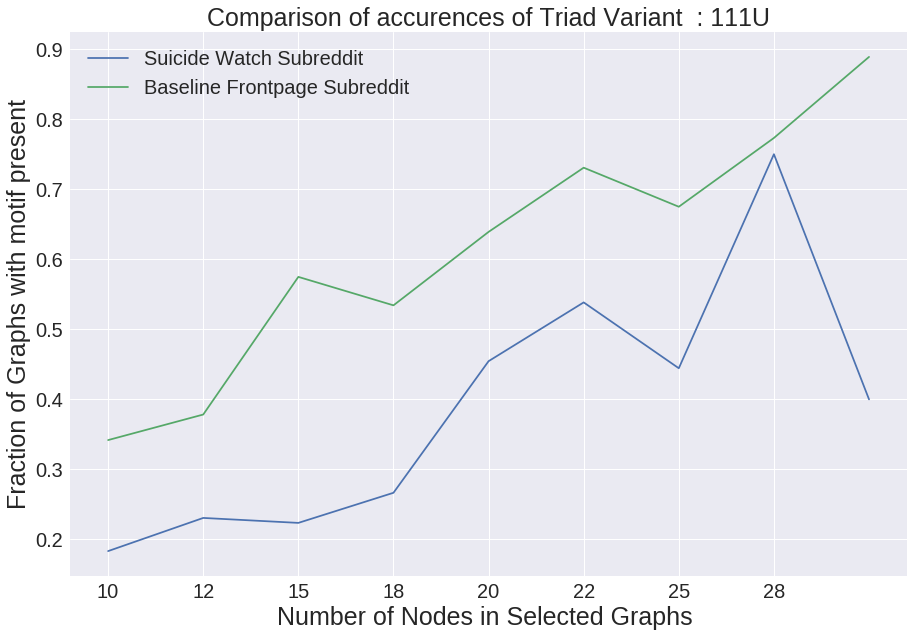 Comparison of accurences of Triad Variant : 111U
Suicide Watch Subreddit
Baseline Frontpage Subreddit
Fraction of Graphs with motif present
0.9
0.8
0.7
0.6
0.5
0.4
0.3
0.2
10 12 15 18 20 22 25 28
Number of Nodes in Selected Graphs